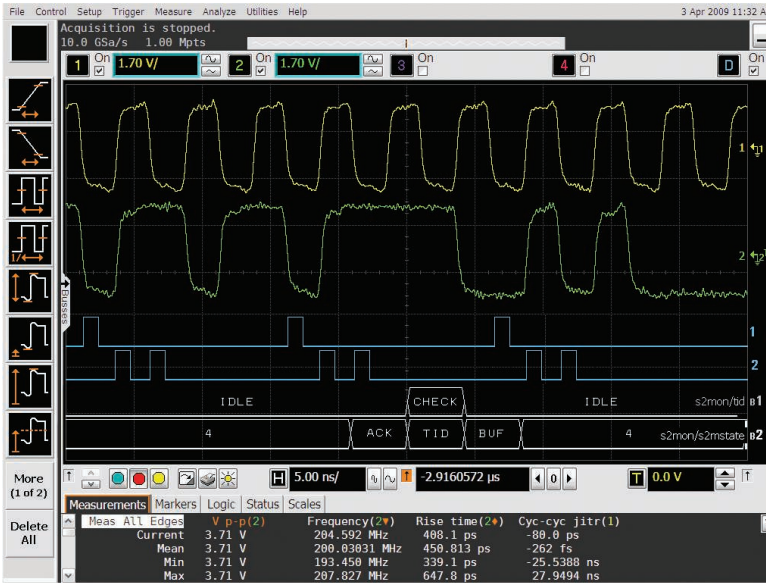 File Control Setup Trigger Measure Analyze Utilities Help 3 Apr 2009 11:32 A
Acquisition is stopped.
10.0 GSa/s 1.00 Mpts
1 On 1.70 V/ 2 On 1.70 V/ 3 On 4 On D On
1
2
Busses
1
2
IDLE CHECK IDLE s2mon/tid B1
4 ACK TID BUF 4 s2mon/s2mstate B2
More
(1 of 2)
Delete
All
H 5.00 ns/ T -2.9160572 µs 0 T 0.0 V
Measurements Markers Logic Status Scales
Meas All Edges V p-p(2) Frequency(2▼) Rise time(2♦) Cyc-cyc jitr(1)
Current 3.71 V 204.592 MHz 408.1 ps -80.0 ps
Mean 3.71 V 200.03031 MHz 450.813 ps -262 fs
Min 3.71 V 193.450 MHz 339.1 ps -25.5388 ns
Max 3.71 V 207.827 MHz 647.8 ps 27.9494 ns